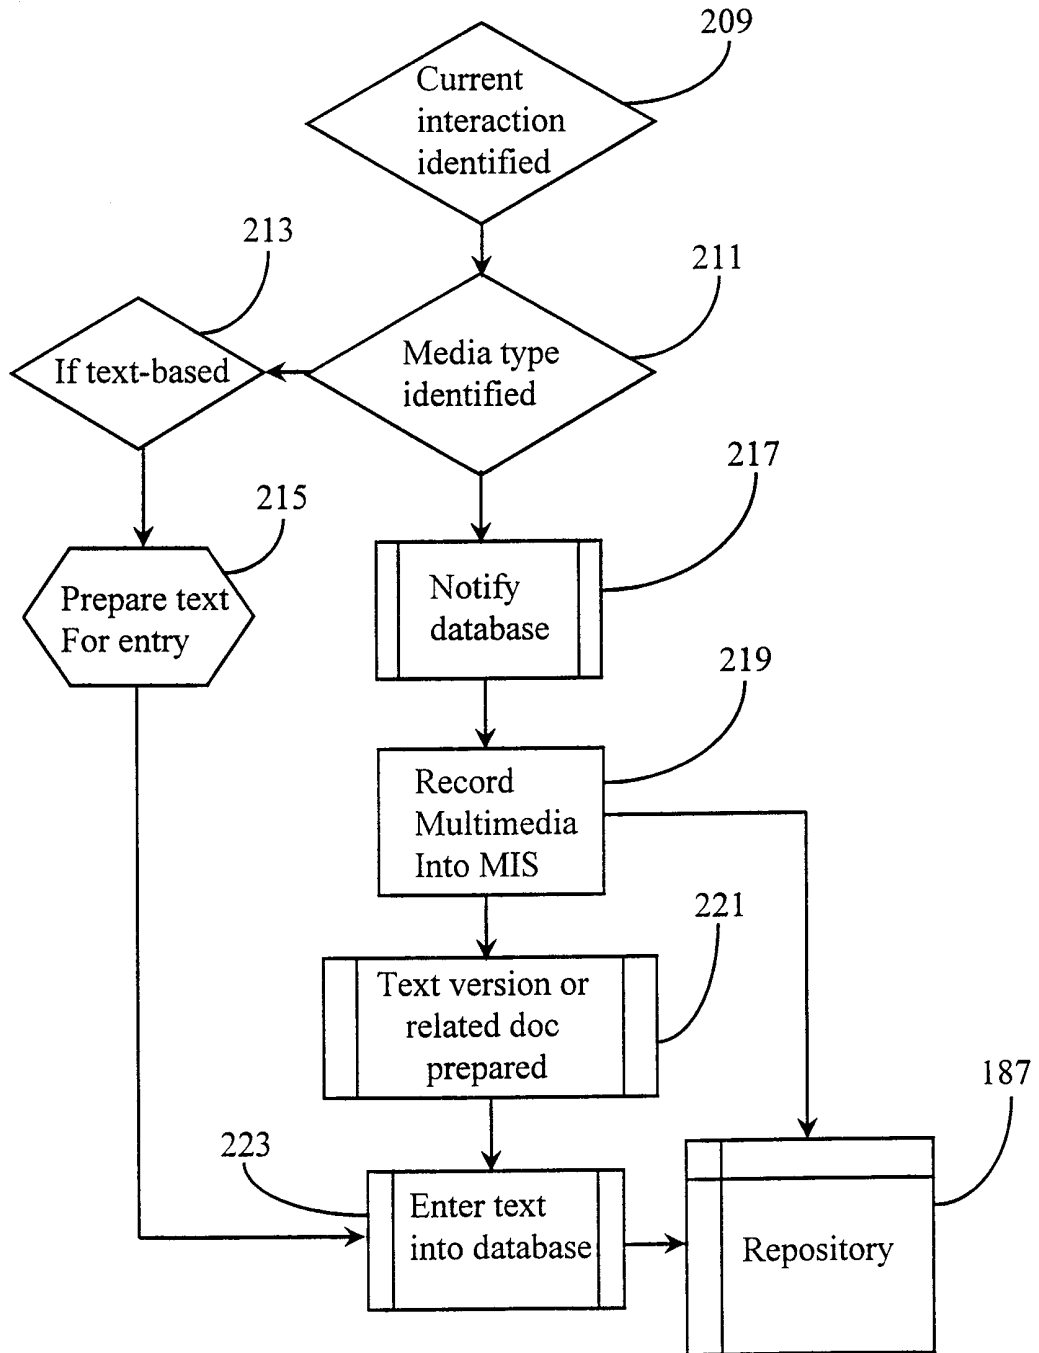 209
Current
interaction
identified
213
211
If text-based
Media type
identified
217
215
Prepare text
For entry
Notify
database
219
Record
Multimedia
Into MIS
221
Text version or
related doc
prepared
187
223
Enter text
into database
Repository